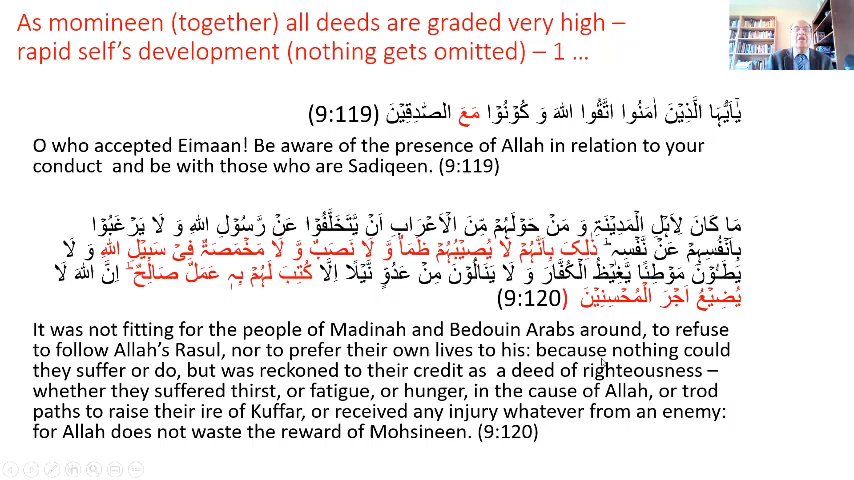 As momineen (together) all deeds are graded very high –
rapid self's development (nothing gets omitted) – 1 …
يٰۤاَيُّهَا الَّذِيۡنَ اٰمَنُوا اتَّقُوا اللّٰهَ وَ كُوۡنُوۡا مَعَ الصّٰدِقِيۡنَ (9:119)
O who accepted Eimaan! Be aware of the presence of Allah in relation to your
conduct and be with those who are Sadiqeen. (9:119)
مَا كَانَ لِاَهۡلِ الۡمَدِيۡنَةِ وَ مَنۡ حَوۡلَهُمۡ مِّنَ الۡاَعۡرَابِ اَنۡ يَّتَخَلَّفُوۡا عَنۡ رَّسُوۡلِ اللّٰهِ وَ لَا يَرۡغَبُوۡا
بِاَنۡفُسِهِمۡ عَنۡ نَّفۡسِهٖ ؕ ذٰلِكَ بِاَنَّهُمۡ لَا يُصِيۡبُهُمۡ ظَمَاٌ وَّ لَا نَصَبٌ وَّ لَا مَخۡمَصَةٌ فِىۡ سَبِيۡلِ اللّٰهِ وَ لَا
يَطَـُٔوۡنَ مَوۡطِئًا يَّغِيۡظُ الۡكُفَّارَ وَ لَا يَنَالُوۡنَ مِنۡ عَدُوٍّ نَّيۡلًا اِلَّا كُتِبَ لَهُمۡ بِهٖ عَمَلٌ صَالِحٌ ؕ اِنَّ اللّٰهَ لَا
يُضِيۡعُ اَجۡرَ الۡمُحۡسِنِيۡنَ (9:120)
It was not fitting for the people of Madinah and Bedouin Arabs around, to refuse
to follow Allah's Rasul, nor to prefer their own lives to his: because nothing could
they suffer or do, but was reckoned to their credit as a deed of righteousness –
whether they suffered thirst, or fatigue, or hunger, in the cause of Allah, or trod
paths to raise their ire of Kuffar, or received any injury whatever from an enemy:
for Allah does not waste the reward of Mohsineen. (9:120)